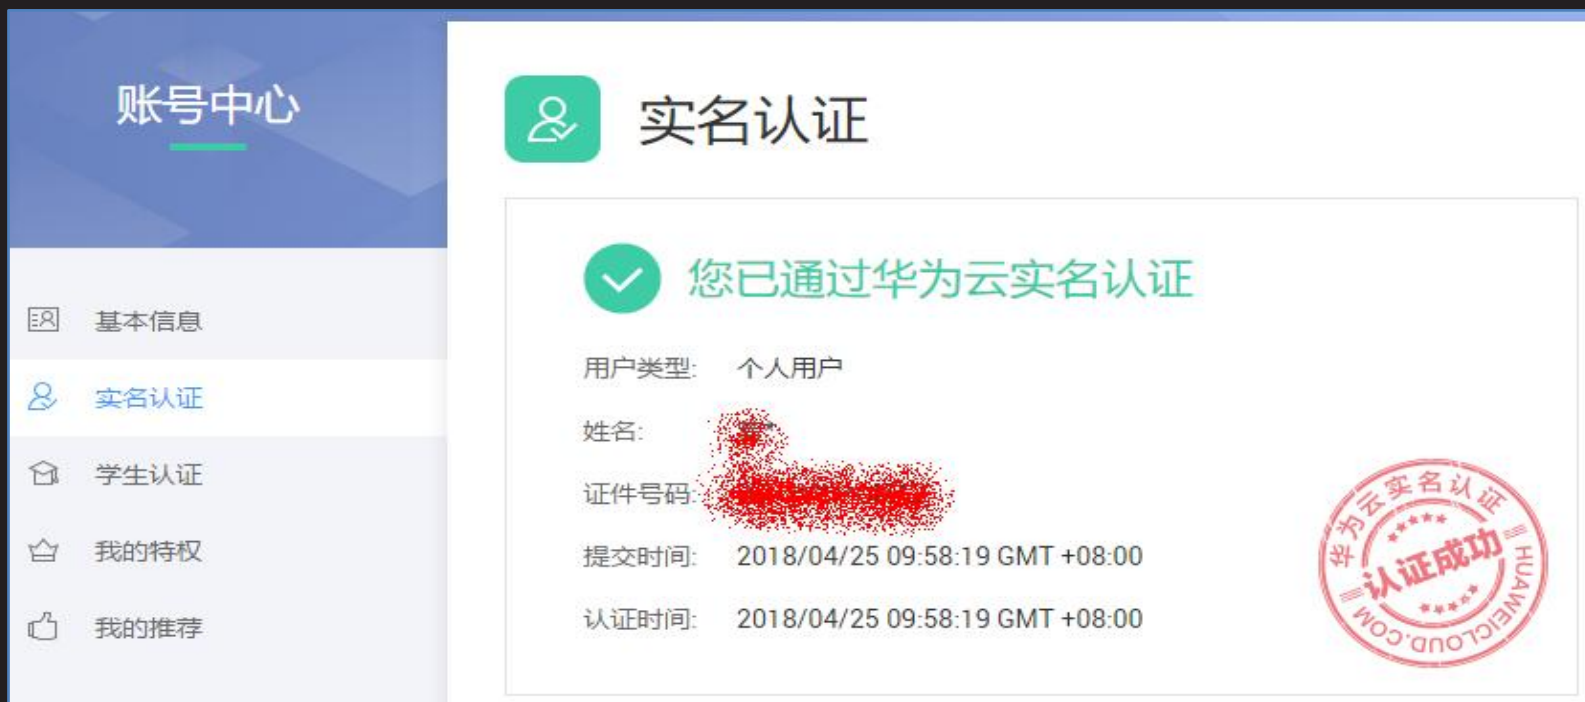 账号中心
基本信息
实名认证
学生认证
我的特权
我的推荐
实名认证
您已通过华为云实名认证
用户类型: 个人用户
姓名:
证件号码:
提交时间: 2018/04/25 09:58:19 GMT +08:00
认证时间: 2018/04/25 09:58:19 GMT +08:00
华为云实名认证
认证成功
HUAWEICLOUD.COM